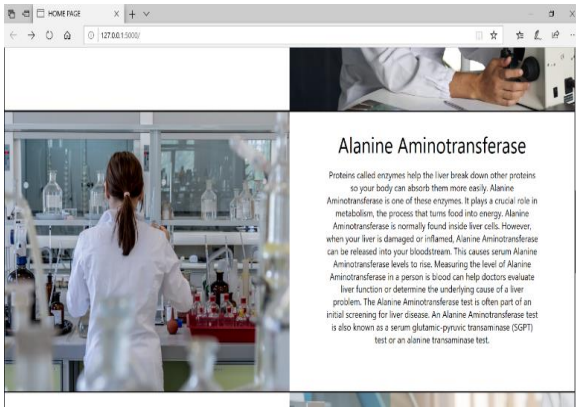 HOME PAGE
127.0.0.1:5000/
Alanine Aminotransferase
Proteins called enzymes help the liver break down other proteins
so your body can absorb them more easily. Alanine
Aminotransferase is one of these enzymes. It plays a crucial role in
metabolism, the process that turns food into energy. Alanine
Aminotransferase is normally found inside liver cells. However,
when your liver is damaged or inflamed, Alanine Aminotransferase
can be released into your bloodstream. This causes serum Alanine
Aminotransferase levels to rise. Measuring the level of Alanine
Aminotransferase in a person is blood can help doctors evaluate
liver function or determine the underlying cause of a liver
problem. The Alanine Aminotransferase test is often part of an
initial screening for liver disease. An Alanine Aminotransferase test
is also known as a serum glutamic-pyruvic transaminase (SGPT)
test or an alanine transaminase test.